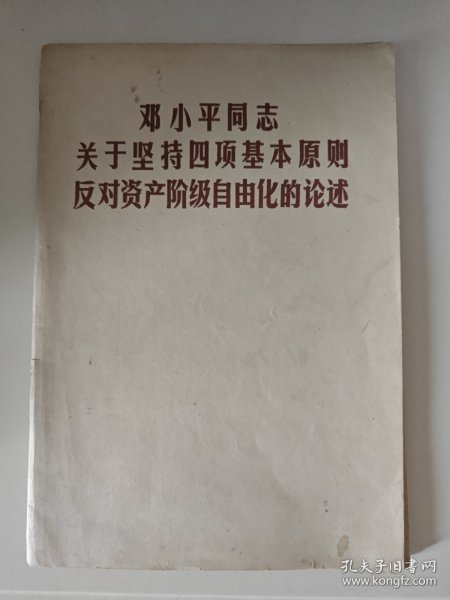 邓小平同志
关于坚持四项基本原则
反对资产阶级自由化的论述
孔夫子旧书网
www.kongfz.com